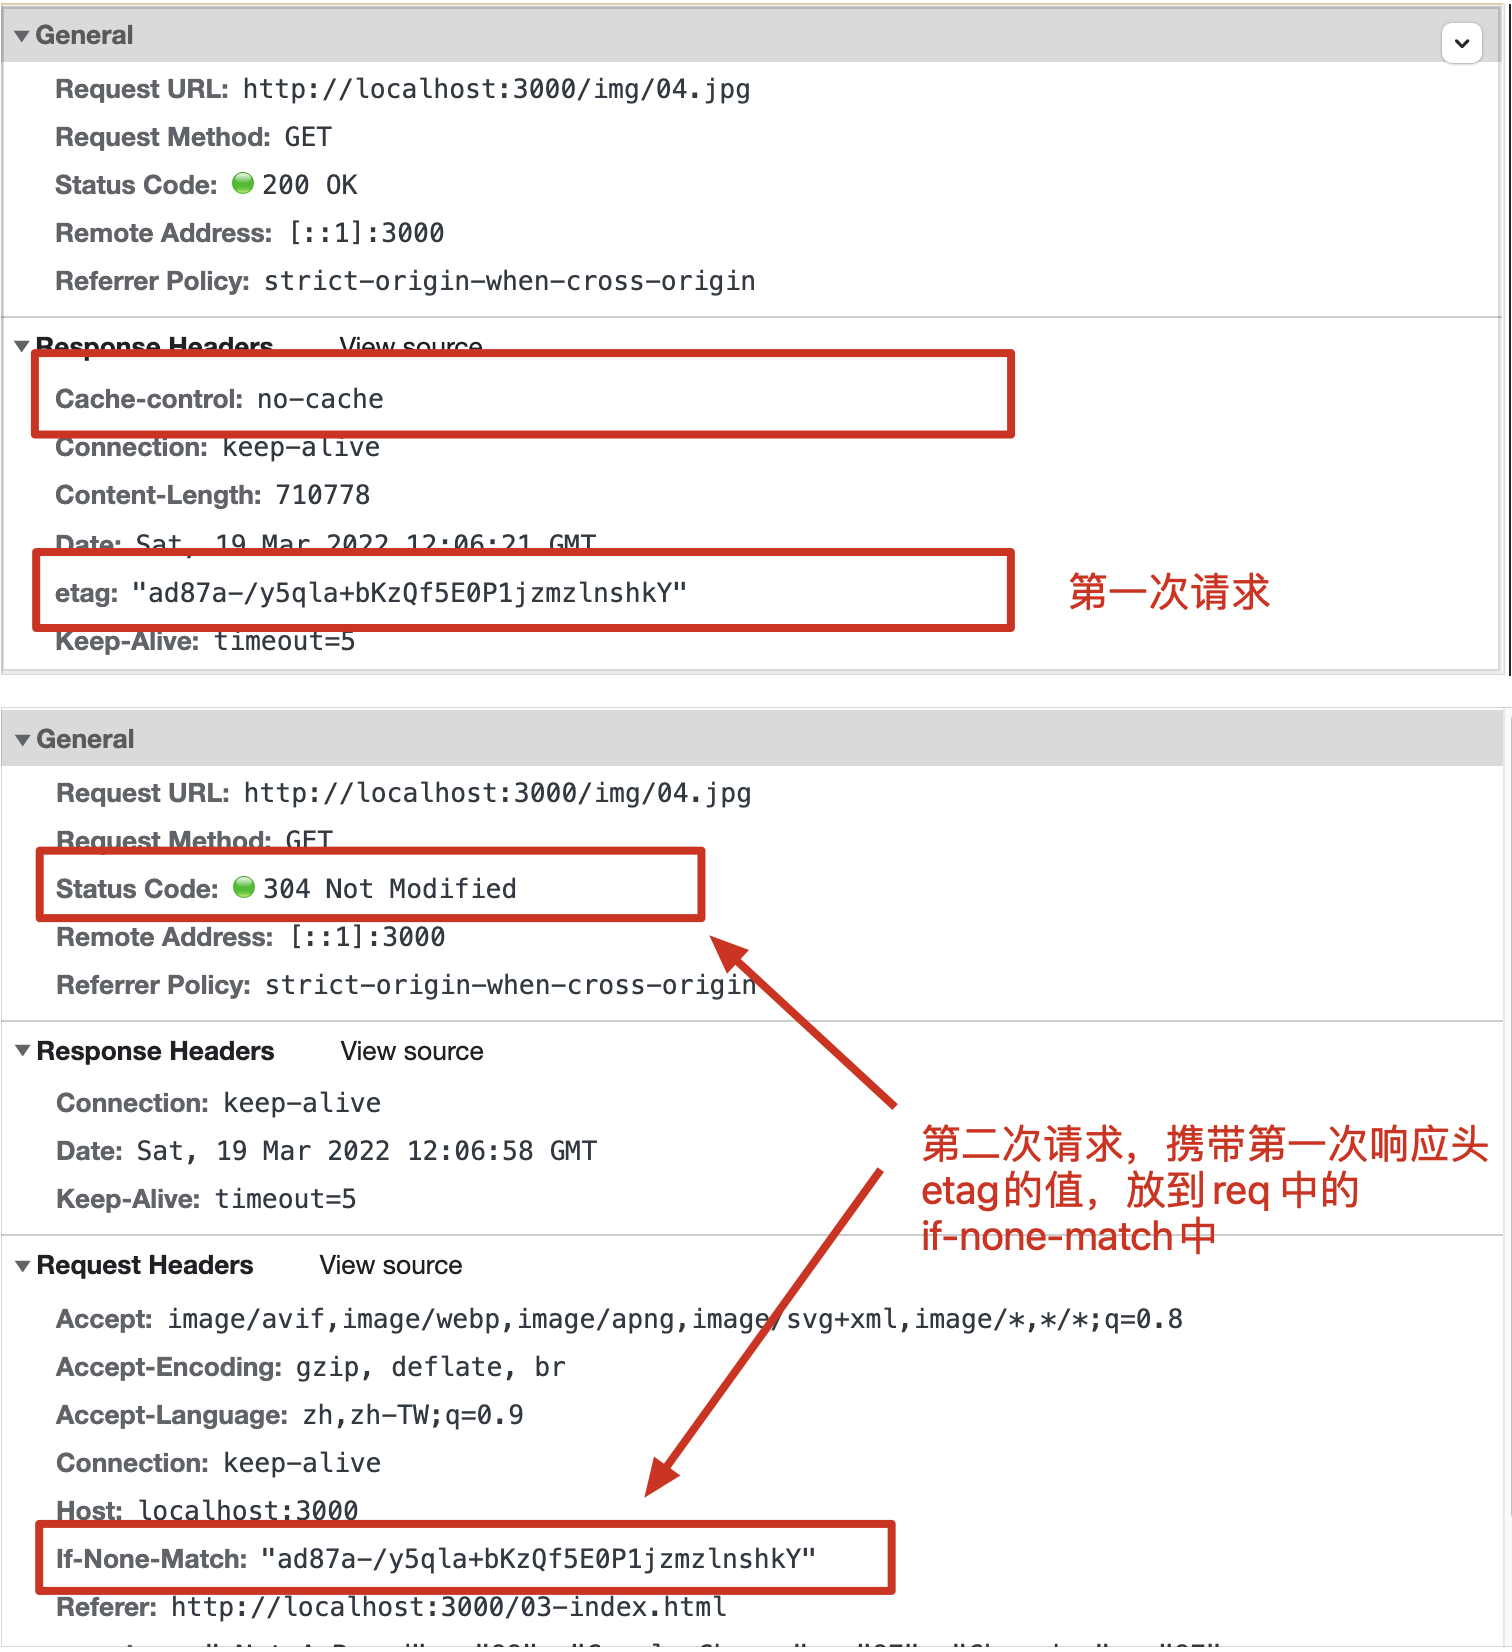 General
Request URL: http://localhost:3000/img/04.jpg
Request Method: GET
Status Code: 200 OK
Remote Address: [::1]:3000
Referrer Policy: strict-origin-when-cross-origin
Response Headers View source
Cache-control: no-cache
Connection: keep-alive
Content-Length: 710778
Date: Sat, 19 Mar 2022 12:06:21 GMT
etag: "ad87a-/y5qla+bKzQf5E0P1jzmzlnshkY"
第一次请求
Keep-Alive: timeout=5
General
Request URL: http://localhost:3000/img/04.jpg
Request Method: GET
Status Code: 304 Not Modified
Remote Address: [::1]:3000
Referrer Policy: strict-origin-when-cross-origin
Response Headers View source
Connection: keep-alive
Date: Sat, 19 Mar 2022 12:06:58 GMT
Keep-Alive: timeout=5
第二次请求，携带第一次响应头
etag的值，放到req 中的
if-none-match中
Request Headers View source
Accept: image/avif,image/webp,image/apng,image/svg+xml,image/*,*/*;q=0.8
Accept-Encoding: gzip, deflate, br
Accept-Language: zh,zh-TW;q=0.9
Connection: keep-alive
Host: localhost:3000
If-None-Match: "ad87a-/y5qla+bKzQf5E0P1jzmzlnshkY"
Referer: http://localhost:3000/03-index.html